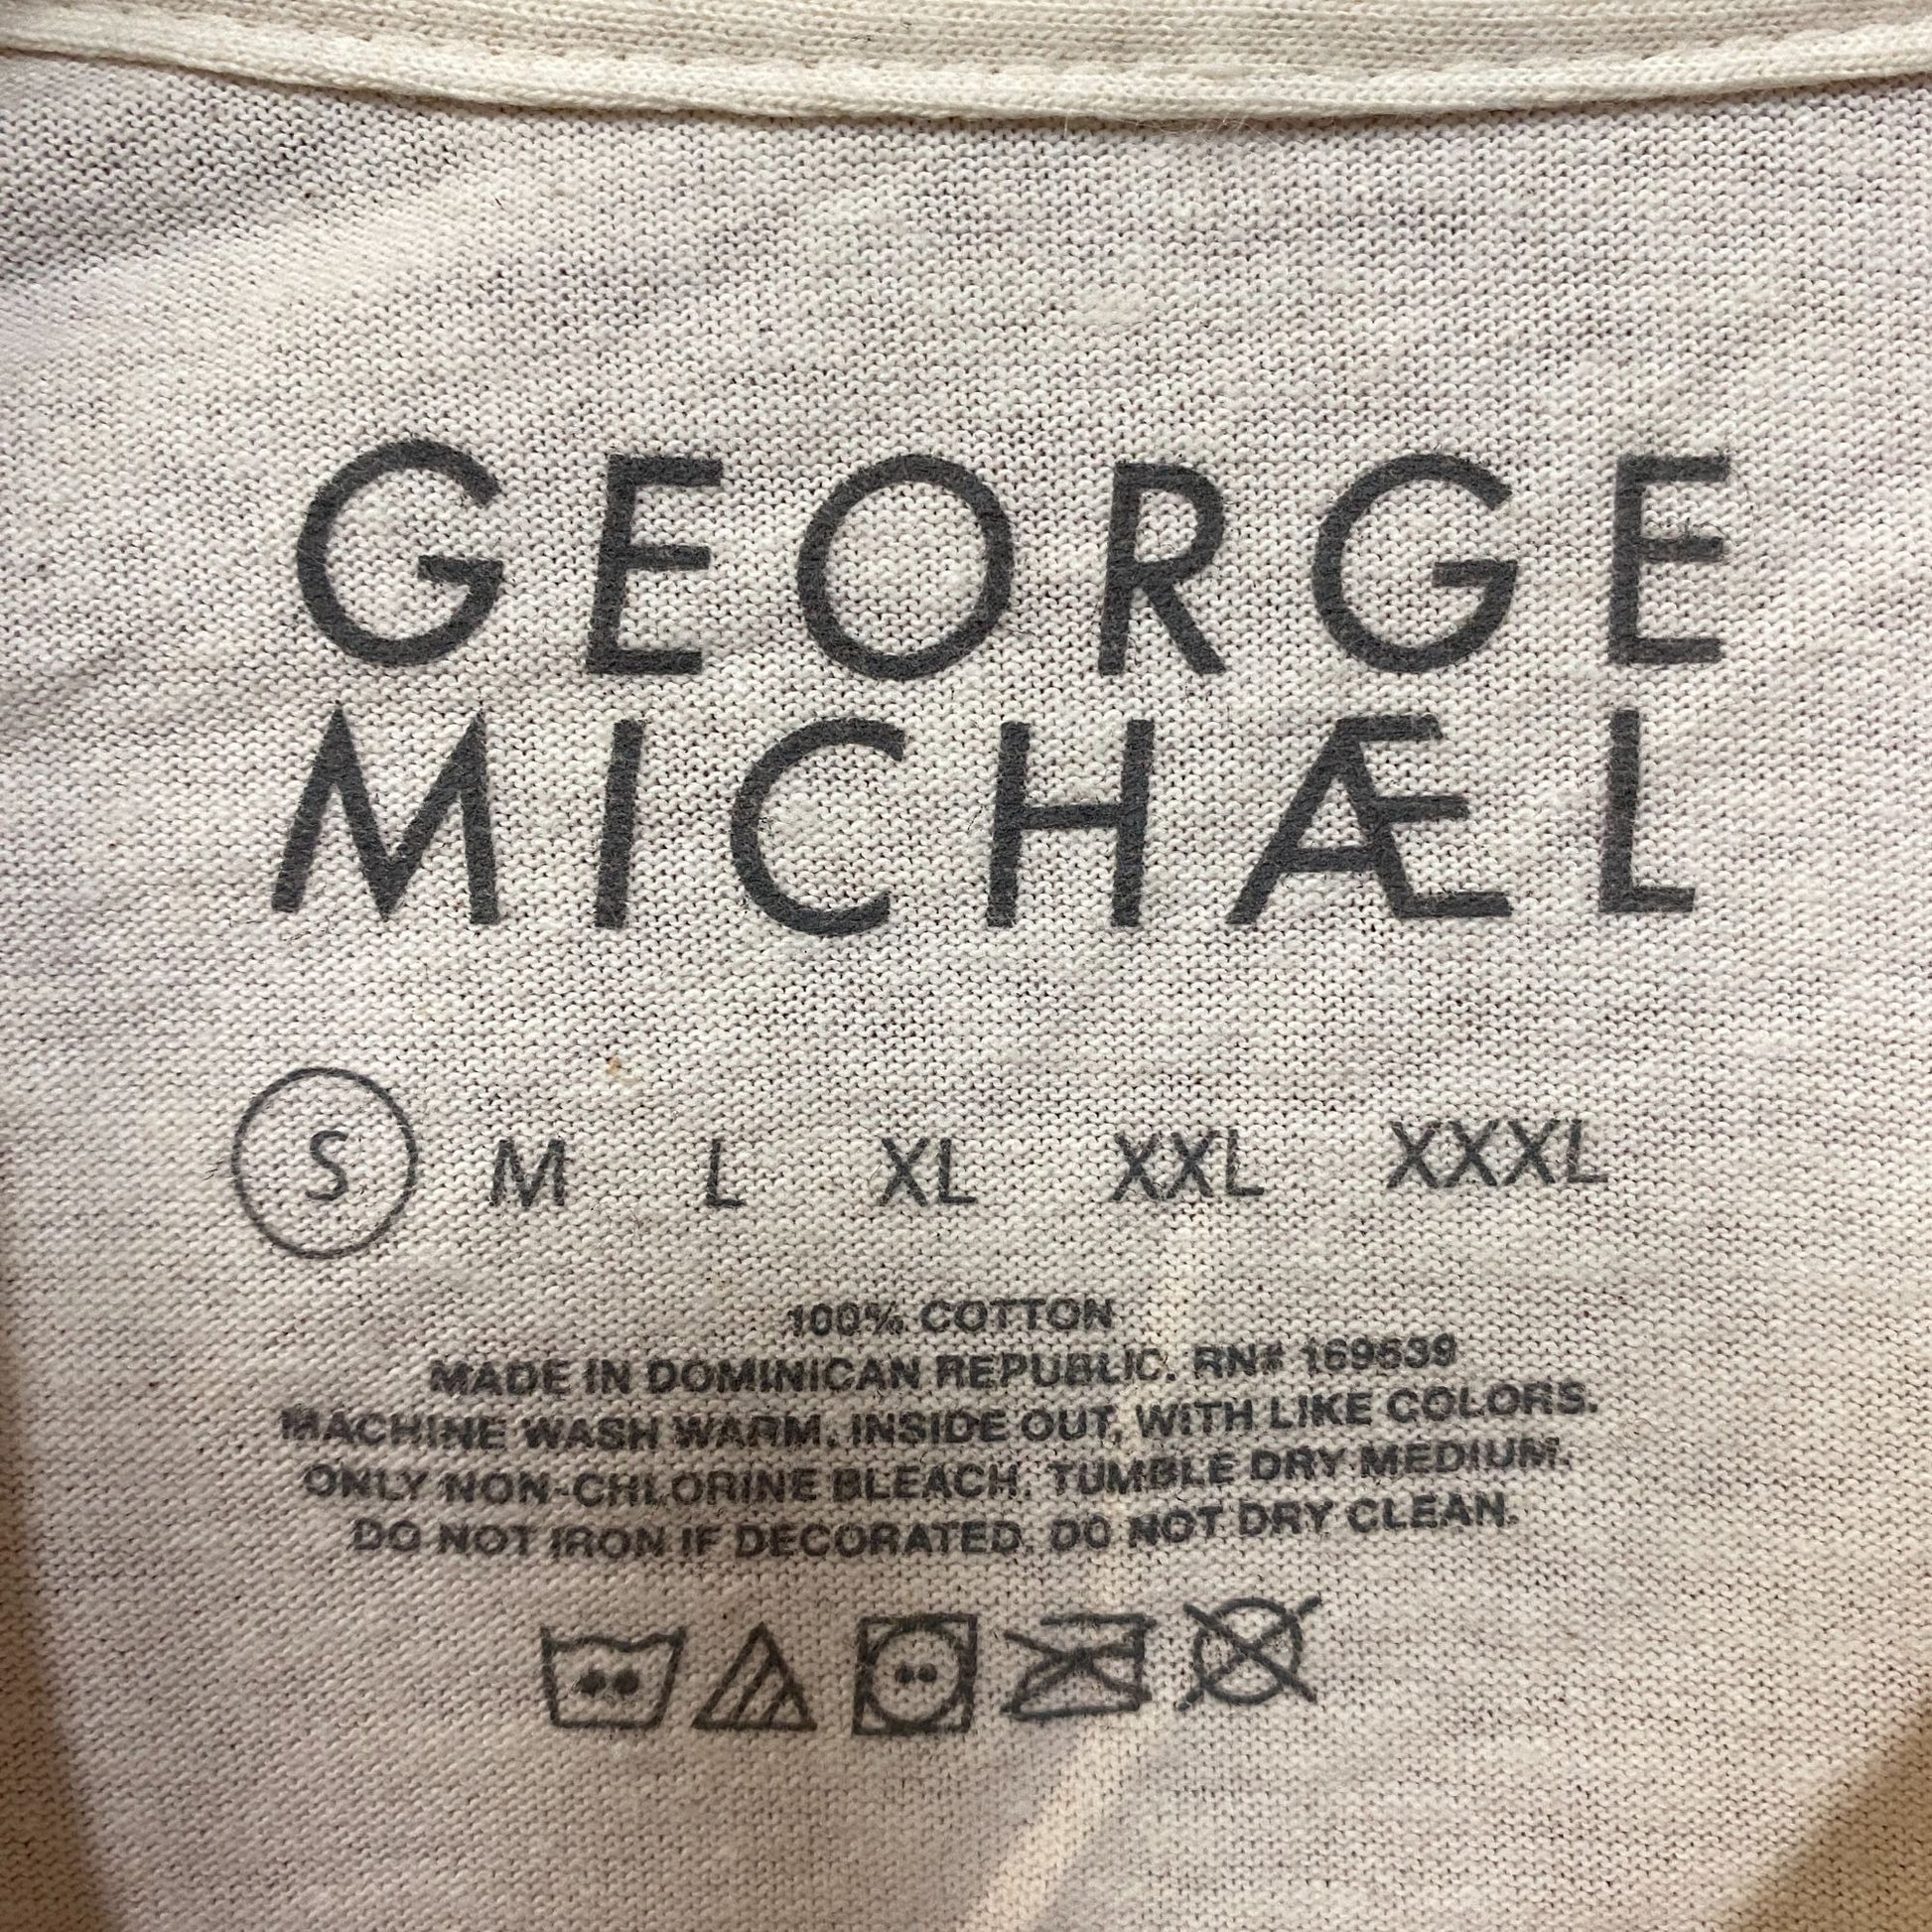 GEORGE
MICHÆL
S M L XL XXL XXXL
100% COTTON
MADE IN DOMINICAN REPUBLIC. RN# 169539
MACHINE WASH WARM. INSIDE OUT, WITH LIKE COLORS.
ONLY NON-CHLORINE BLEACH. TUMBLE DRY MEDIUM.
DO NOT IRON IF DECORATED. DO NOT DRY CLEAN.